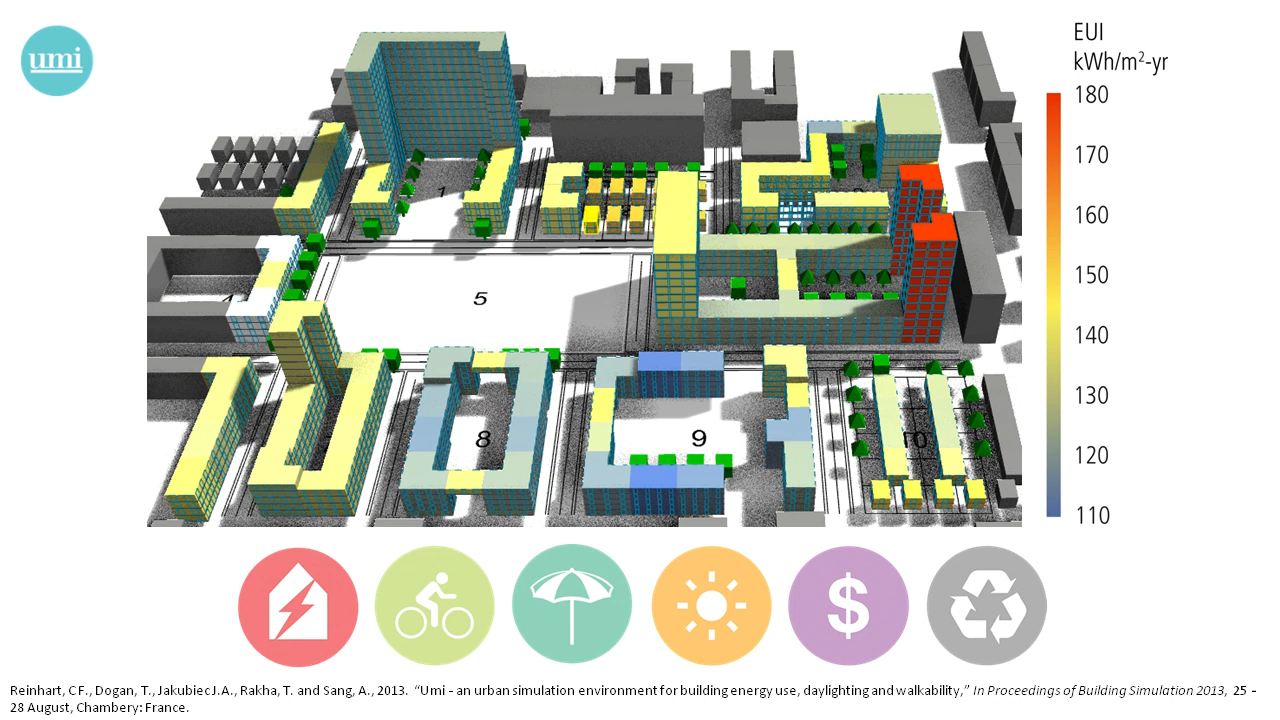 umi
EUI
kWh/m²-yr
180
170
160
150
140
130
120
110
1
5
8
9
10
$
Reinhart, CF., Dogan, T., JakubiecJ.A., Rakha, T. and Sang, A., 2013. “Umi - an urban simulation environment for building energy use, daylighting and walkability,” In Proceedings of Building Simulation 2013, 25 -
28 August, Chambery: France.